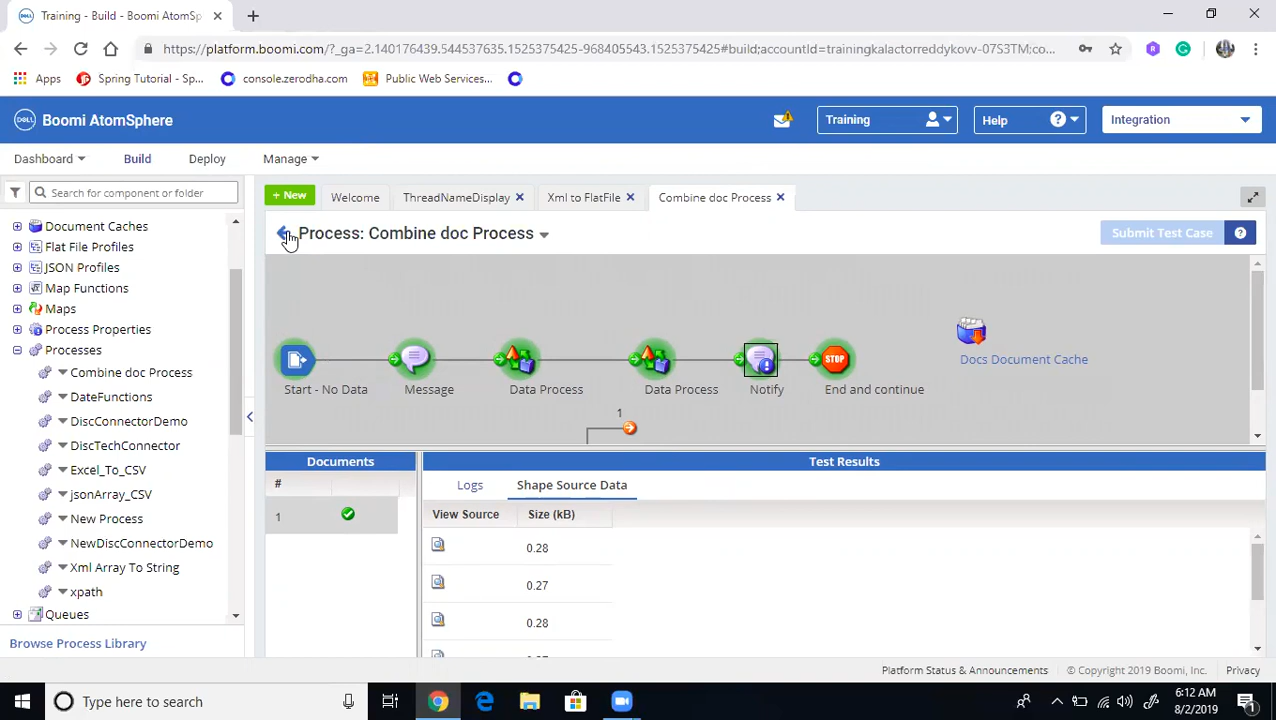 Training - Build - Boomi AtomSp
https://platform.boomi.com/?_ga=2.140176439.544537635.1525375425-968405543.1525375425#build;accountId=trainingkalactorreddykovv-07S3TM;co...
Apps
Spring Tutorial - Sp...
console.zerodha.com
Public Web Services...
DELL
Boomi AtomSphere
Training
Help
Integration
Dashboard
Build
Deploy
Manage
Search for component or folder
+ New
Welcome
ThreadNameDisplay
Xml to FlatFile
Combine doc Process
Document Caches
Flat File Profiles
JSON Profiles
Map Functions
Maps
Process Properties
Processes
Combine doc Process
DateFunctions
DiscConnectorDemo
DiscTechConnector
Excel_To_CSV
jsonArray_CSV
New Process
NewDiscConnectorDemo
Xml Array To String
xpath
Queues
Browse Process Library
Process: Combine doc Process
Submit Test Case
STOP
Start - No Data
Message
Data Process
Data Process
Notify
End and continue
Docs Document Cache
1
Documents
Test Results
#
1
Logs
Shape Source Data
View Source
Size (kB)
0.28
0.27
0.28
Platform Status & Announcements
© Copyright 2019 Boomi, Inc.
Privacy
Type here to search
6:12 AM
8/2/2019
1